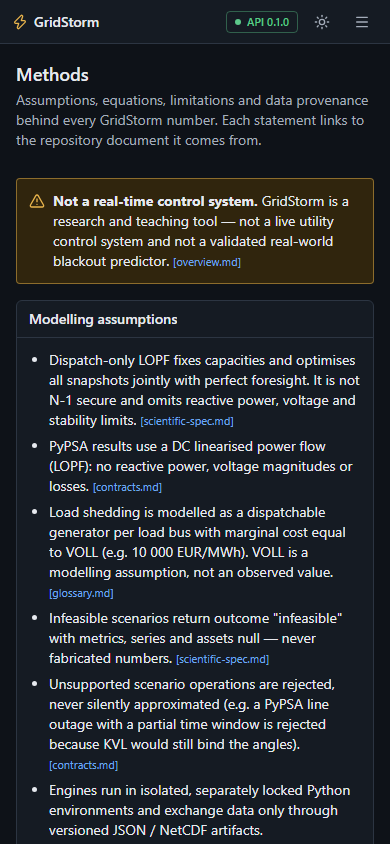 GridStorm
API 0.1.0
Methods
Assumptions, equations, limitations and data provenance
behind every GridStorm number. Each statement links to
the repository document it comes from.
Not a real-time control system. GridStorm is a
research and teaching tool — not a live utility
control system and not a validated real-world
blackout predictor. [overview.md]
Modelling assumptions
• Dispatch-only LOPF fixes capacities and optimises
all snapshots jointly with perfect foresight. It is not
N-1 secure and omits reactive power, voltage and
stability limits. [scientific-spec.md]
• PyPSA results use a DC linearised power flow
(LOPF): no reactive power, voltage magnitudes or
losses. [contracts.md]
• Load shedding is modelled as a dispatchable
generator per load bus with marginal cost equal
to VOLL (e.g. 10 000 EUR/MWh). VOLL is a
modelling assumption, not an observed value.
[glossary.md]
• Infeasible scenarios return outcome "infeasible"
with metrics, series and assets null — never
fabricated numbers. [scientific-spec.md]
• Unsupported scenario operations are rejected,
never silently approximated (e.g. a PyPSA line
outage with a partial time window is rejected
because KVL would still bind the angles).
[contracts.md]
• Engines run in isolated, separately locked Python
environments and exchange data only through
versioned JSON / NetCDF artifacts.